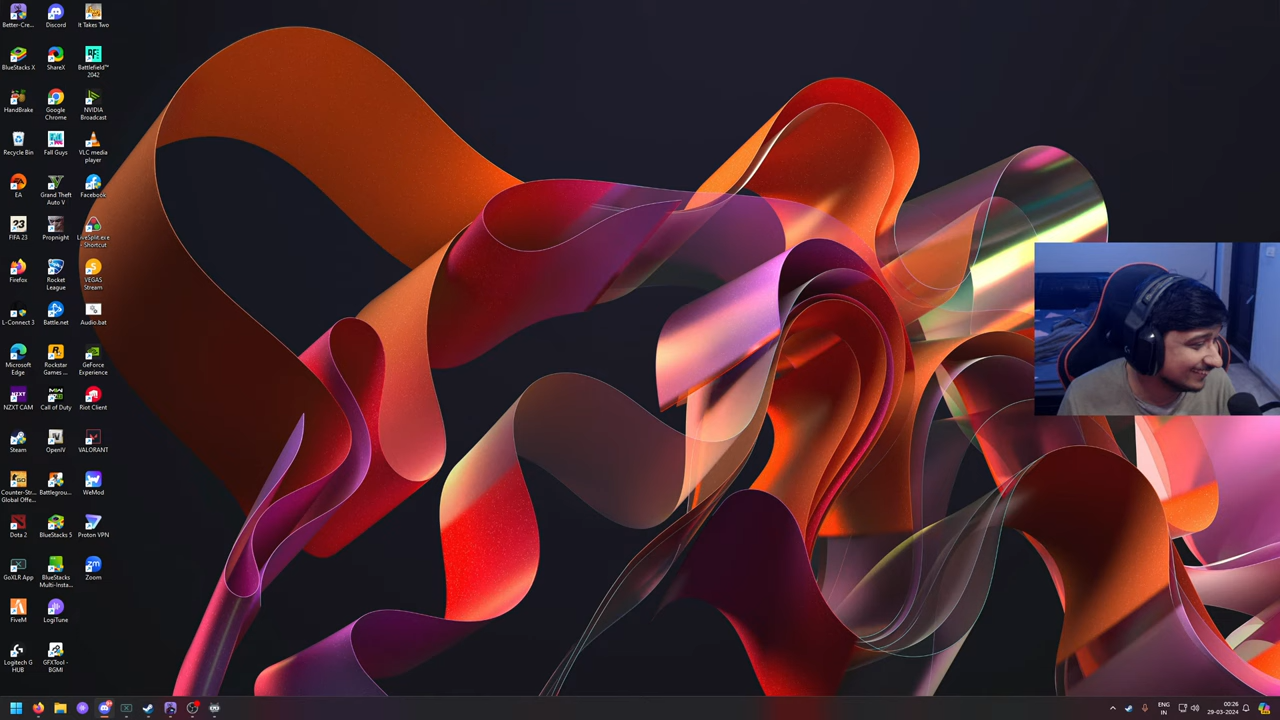 Better-Cre...
Discord
It Takes Two
BlueStacks X
ShareX
Battlefield™
2042
HandBrake
Google
Chrome
NVIDIA
Broadcast
Recycle Bin
Fall Guys
VLC media
player
EA
Grand Theft
Auto V
Facebook
FIFA 23
Propnight
LiveSplit.exe
- Shortcut
Firefox
Rocket
League
VEGAS
Stream
L-Connect 3
Battle.net
Audio.bat
Microsoft
Edge
Rockstar
Games ...
GeForce
Experience
NZXT CAM
Call of Duty
Riot Client
Steam
OpenIV
VALORANT
Counter-Str...
Global Offe...
Battlegrou...
WeMod
Dota 2
BlueStacks 5
Proton VPN
GoXLR App
BlueStacks
Multi-Insta...
Zoom
FiveM
LogiTune
Logitech G
HUB
GFXTool -
BGMI
ENG
IN
00:26
29-03-2024